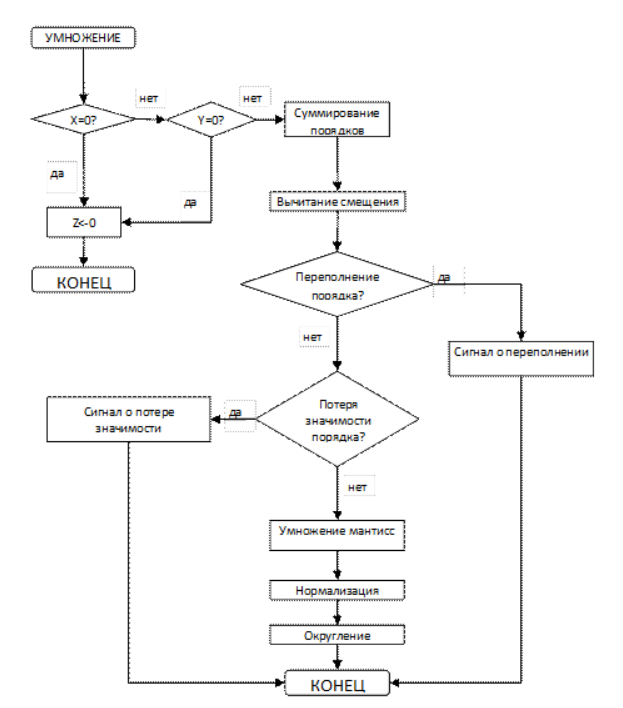 УМНОЖЕНИЕ
нет
нет
X=0?
Y=0?
Суммирование
порядков
да
да
Вычитание смещения
Z<-0
КОНЕЦ
Переполнение
порядка?
да
нет
Сигнал о переполнении
Сигнал о потере
значимости
да
Потеря
значимости
порядка?
нет
Умножение мантисс
Нормализация
Округление
КОНЕЦ